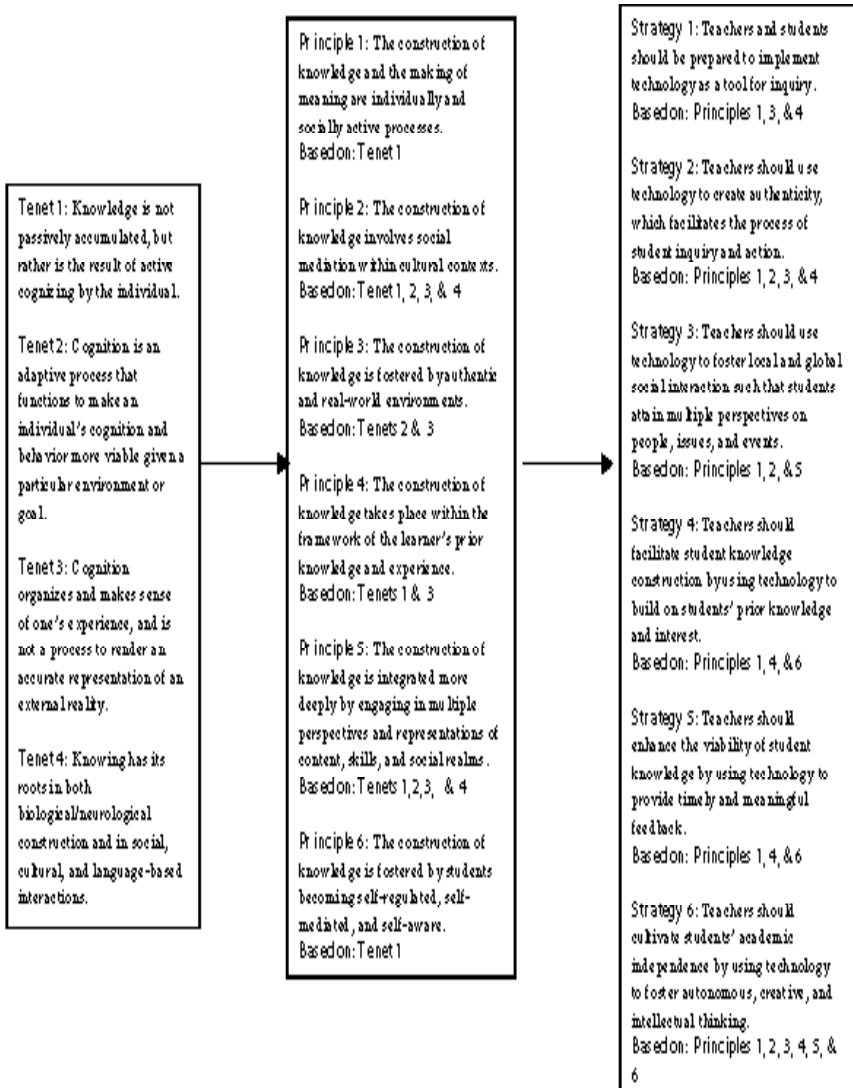 Tenet 1: Knowledge is not
passively accumulated, but
rather is the result of active
cognizing by the individual.
Tenet 2: Cognition is an
adaptive process that
functions to make an
individual's cognition and
behavior more viable given a
particular environment or
goal.
Tenet 3: Cognition
organizes and makes sense
of one's experience, and is
not a process to render an
accurate representation of an
external reality.
Tenet 4: Knowing has its
roots in both
biological/neurological
construction and in social,
cultural, and language-based
interactions.
Principle 1: The construction of
knowledge and the making of
meaning are individually and
socially active processes.
Based on: Tenet 1
Principle 2: The construction of
knowledge involves social
mediation within cultural contexts.
Based on: Tenet 1, 2, 3, & 4
Principle 3: The construction of
knowledge is fostered by authentic
and real-world environments.
Based on: Tenets 2 & 3
Principle 4: The construction of
knowledge takes place within the
framework of the learner's prior
knowledge and experience.
Based on: Tenets 1 & 3
Principle 5: The construction of
knowledge is integrated more
deeply by engaging in multiple
perspectives and representations of
content, skills, and social realms.
Based on: Tenets 1,2,3, & 4
Principle 6: The construction of
knowledge is fostered by students
becoming self-regulated, self-
mediated, and self-aware.
Based on: Tenet 1
Strategy 1: Teachers and students
should be prepared to implement
technology as a tool for inquiry.
Based on: Principles 1, 3, & 4
Strategy 2: Teachers should use
technology to create authenticity,
which facilitates the process of
student inquiry and action.
Based on: Principles 1, 2, 3, & 4
Strategy 3: Teachers should use
technology to foster local and global
social interaction such that students
attain multiple perspectives on
people, issues, and events.
Based on: Principles 1, 2, & 5
Strategy 4: Teachers should
facilitate student knowledge
construction by using technology to
build on students' prior knowledge
and interest.
Based on: Principles 1, 4, & 6
Strategy 5: Teachers should
enhance the viability of student
knowledge by using technology to
provide timely and meaningful
feedback.
Based on: Principles 1, 4, & 6
Strategy 6: Teachers should
cultivate students' academic
independence by using technology
to foster autonomous, creative, and
intellectual thinking.
Based on: Principles 1, 2, 3, 4, 5, &
6